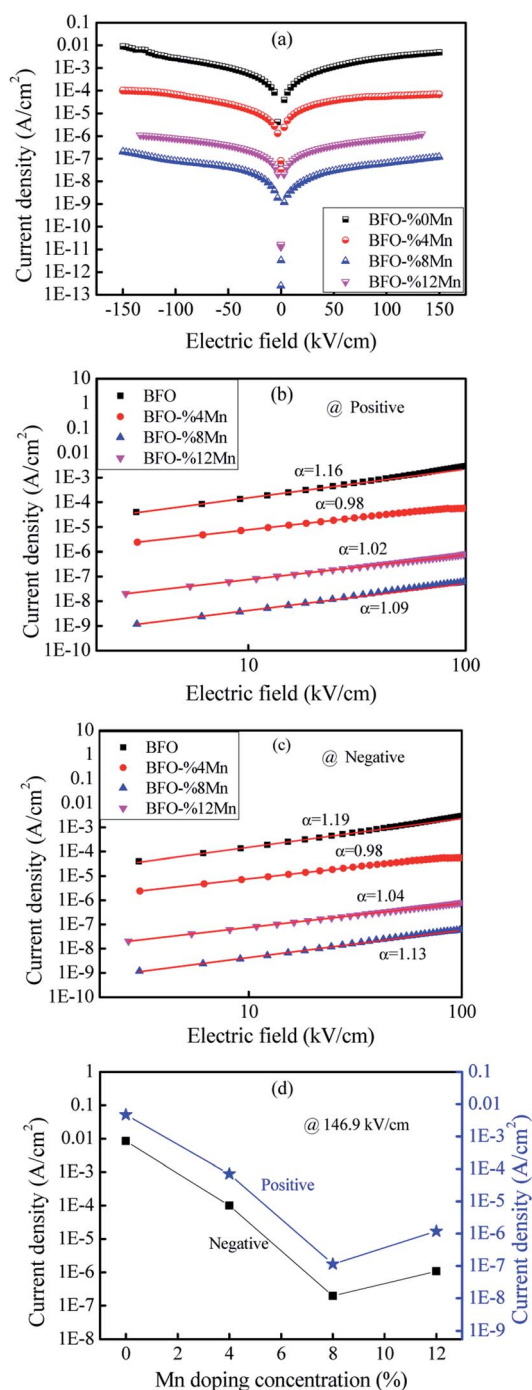 (a)
Current density (A/cm²)
0.1
0.01
1E-3
1E-4
1E-5
1E-6
1E-7
1E-8
1E-9
1E-10
1E-11
1E-12
1E-13
BFO-%0Mn
BFO-%4Mn
BFO-%8Mn
BFO-%12Mn
-150 -100 -50 0 50 100 150
Electric field (kV/cm)
(b)
Current density (A/cm²)
10
1
0.1
0.01
1E-3
1E-4
1E-5
1E-6
1E-7
1E-8
1E-9
1E-10
BFO
BFO-%4Mn
BFO-%8Mn
BFO-%12Mn
@ Positive
α=1.16
α=0.98
α=1.02
α=1.09
10 100
Electric field (kV/cm)
(c)
Current density (A/cm²)
10
1
0.1
0.01
1E-3
1E-4
1E-5
1E-6
1E-7
1E-8
1E-9
1E-10
BFO
BFO-%4Mn
BFO-%8Mn
BFO-%12Mn
@ Negative
α=1.19
α=0.98
α=1.04
α=1.13
10 100
Electric field (kV/cm)
(d)
Current density (A/cm²)
1
0.1
0.01
1E-3
1E-4
1E-5
1E-6
1E-7
1E-8
@ 146.9 kV/cm
Positive
Negative
0.1
0.01
1E-3
1E-4
1E-5
1E-6
1E-7
1E-8
1E-9
Current density (A/cm²)
0 2 4 6 8 10 12
Mn doping concentration (%)